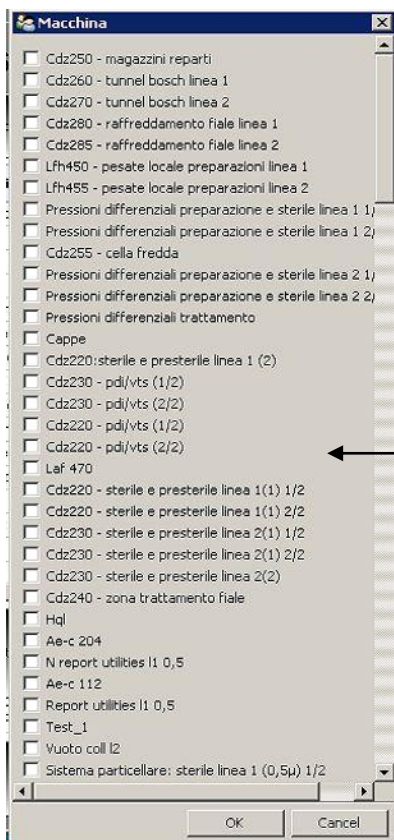 Macchina
Cdz250 - magazzini reparti
Cdz260 - tunnel bosch linea 1
Cdz270 - tunnel bosch linea 2
Cdz280 - raffreddamento fiale linea 1
Cdz285 - raffreddamento fiale linea 2
Lfh450 - pesate locale preparazioni linea 1
Lfh455 - pesate locale preparazioni linea 2
Pressioni differenziali preparazione e sterile linea 1 1/
Pressioni differenziali preparazione e sterile linea 1 2/
Cdz255 - cella fredda
Pressioni differenziali preparazione e sterile linea 2 1/
Pressioni differenziali preparazione e sterile linea 2 2/
Pressioni differenziali trattamento
Cappe
Cdz220:sterile e presterile linea 1 (2)
Cdz230 - pdi/vts (1/2)
Cdz230 - pdi/vts (2/2)
Cdz220 - pdi/vts (1/2)
Cdz220 - pdi/vts (2/2)
Laf 470
Cdz220 - sterile e presterile linea 1(1) 1/2
Cdz220 - sterile e presterile linea 1(1) 2/2
Cdz230 - sterile e presterile linea 2(1) 1/2
Cdz230 - sterile e presterile linea 2(1) 2/2
Cdz230 - sterile e presterile linea 2(2)
Cdz240 - zona trattamento fiale
Hql
Ae-c 204
N report utilities l1 0,5
Ae-c 112
Report utilities l1 0,5
Test_1
Vuoto coll l2
Sistema particellare: sterile linea 1 (0,5µ) 1/2
OK Cancel